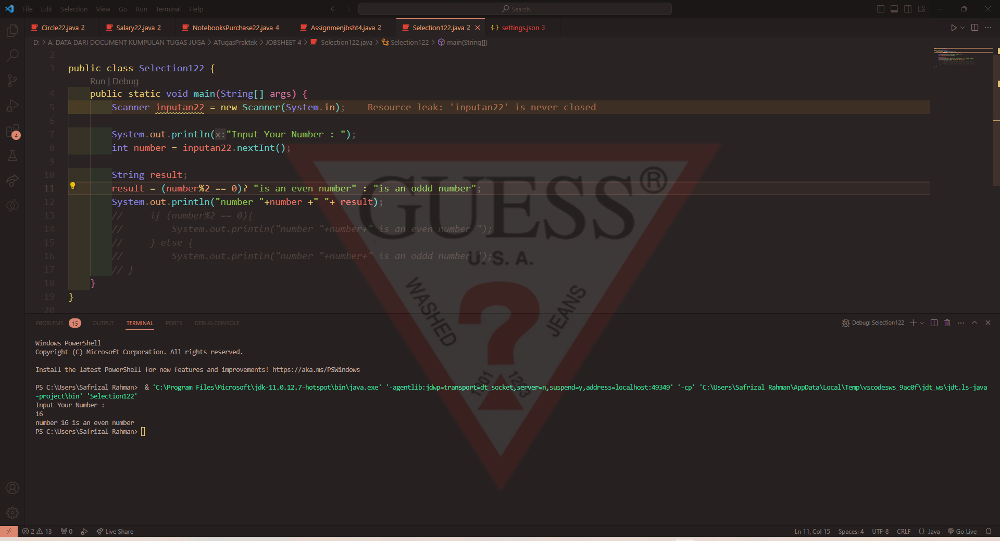 File Edit Selection View Go Run Terminal Help
Search
Circle22.java 2 Salary22.java 2 NotebooksPurchase22.java 4 Assignmenjbsht4.java 2 Selection122.java 2 {..} settings.json 3
D: > A. DATA DARI DOCUMENT KUMPULAN TUGAS JUGA > ATugasPraktek > JOBSHEET 4 > Selection122.java > Selection122 > main(String[])
2
3 public class Selection122 {
Run | Debug
4 public static void main(String[] args) {
5 Scanner inputan22 = new Scanner(System.in); Resource leak: 'inputan22' is never closed
6
7 System.out.println(x:"Input Your Number : ");
8 int number = inputan22.nextInt();
9
10 String result;
11 result = (number%2 == 0)? "is an even number" : "is an oddd number";
12 System.out.println("number "+number +" "+ result);
13 // if (number%2 == 0){
14 // System.out.println("number "+number+" is an even number ");
15 // } else {
16 // System.out.println("number "+number+" is an oddd number ");
17 // }
18 }
19 }
20
GUESS®
U.S.A.
WASHED
JEANS
?
1201 1283
4
PROBLEMS 15 OUTPUT TERMINAL PORTS DEBUG CONSOLE
Debug: Selection122
Windows PowerShell
Copyright (C) Microsoft Corporation. All rights reserved.
Install the latest PowerShell for new features and improvements! https://aka.ms/PSWindows
PS C:\Users\Safrizal Rahman> & 'C:\Program Files\Microsoft\jdk-11.0.12.7-hotspot\bin\java.exe' '-agentlib:jdwp=transport=dt_socket,server=n,suspend=y,address=localhost:49349' '-cp' 'C:\Users\Safrizal Rahman\AppData\Local\Temp\vscodesws_9ac0f\jdt_ws\jdt.ls-java
-project\bin' 'Selection122'
Input Your Number :
16
number 16 is an even number
PS C:\Users\Safrizal Rahman>
2 13 0 Live Share
Ln 11, Col 15 Spaces: 4 UTF-8 CRLF {} Java Go Live